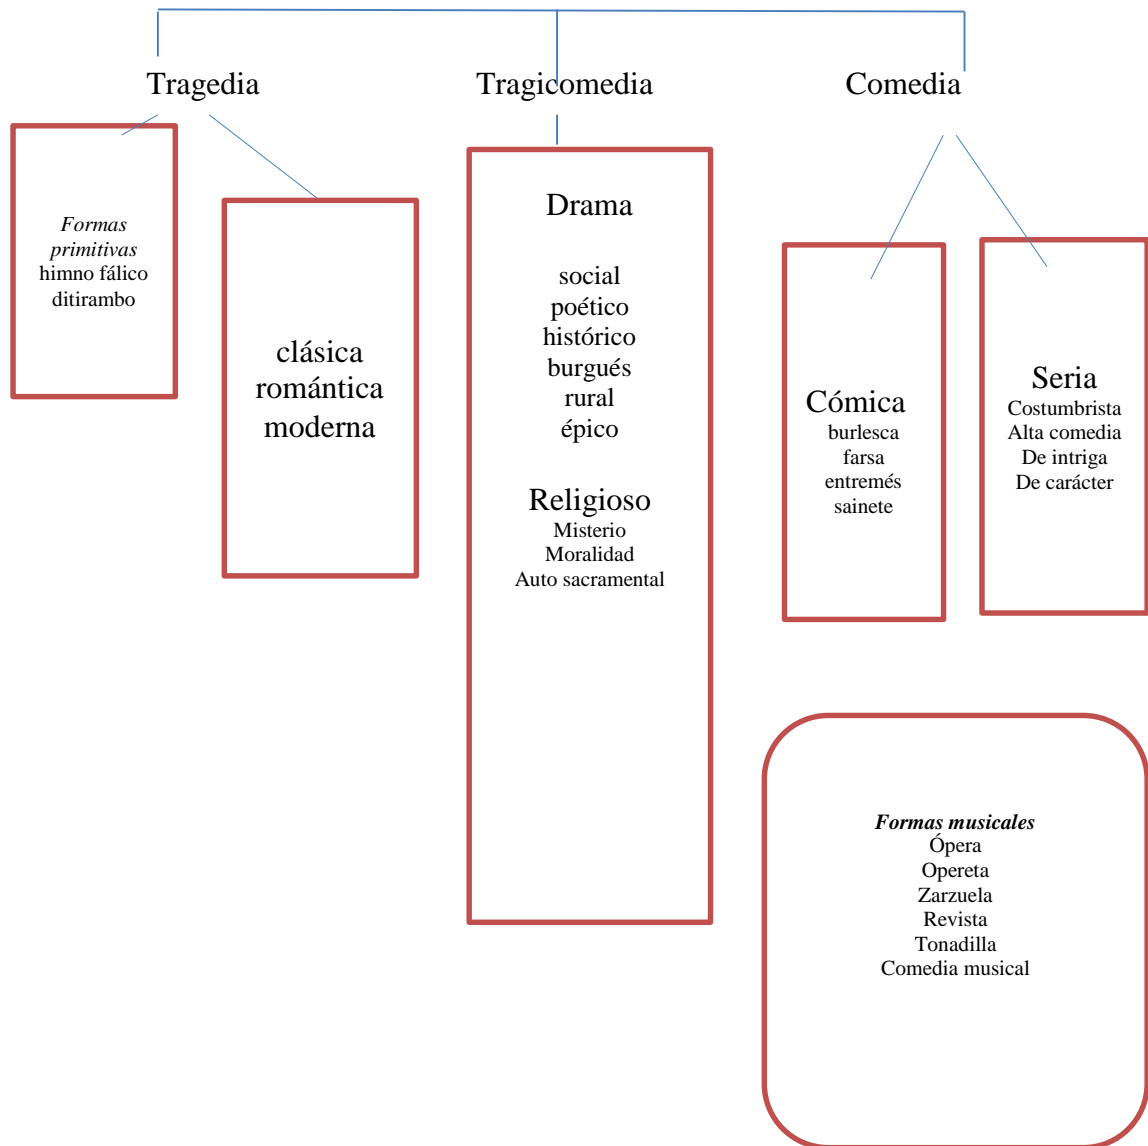 Tragedia
Tragicomedia
Comedia
Formas
primitivas
himno fálico
ditirambo
clásica
romántica
moderna
Drama
social
poético
histórico
burgués
rural
épico
Religioso
Misterio
Moralidad
Auto sacramental
Cómica
burlesca
farsa
entremés
sainete
Seria
Costumbrista
Alta comedia
De intriga
De carácter
Formas musicales
Ópera
Opereta
Zarzuela
Revista
Tonadilla
Comedia musical